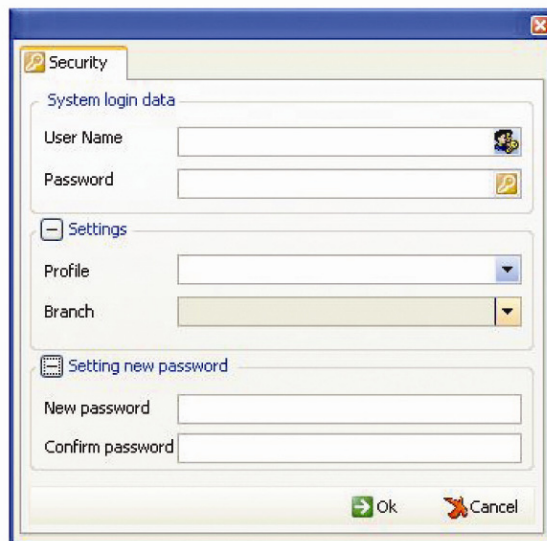 Security
System login data
User Name
Password
Settings
Profile
Branch
Setting new password
New password
Confirm password
Ok Cancel